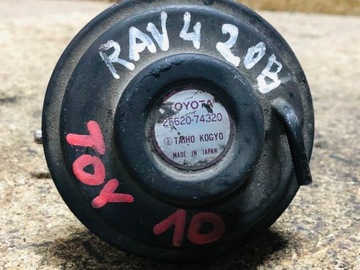 RAV4 20B
TOYOTA
25620-74320
TAIHO KOGYO
MADE IN JAPAN
TOY
10